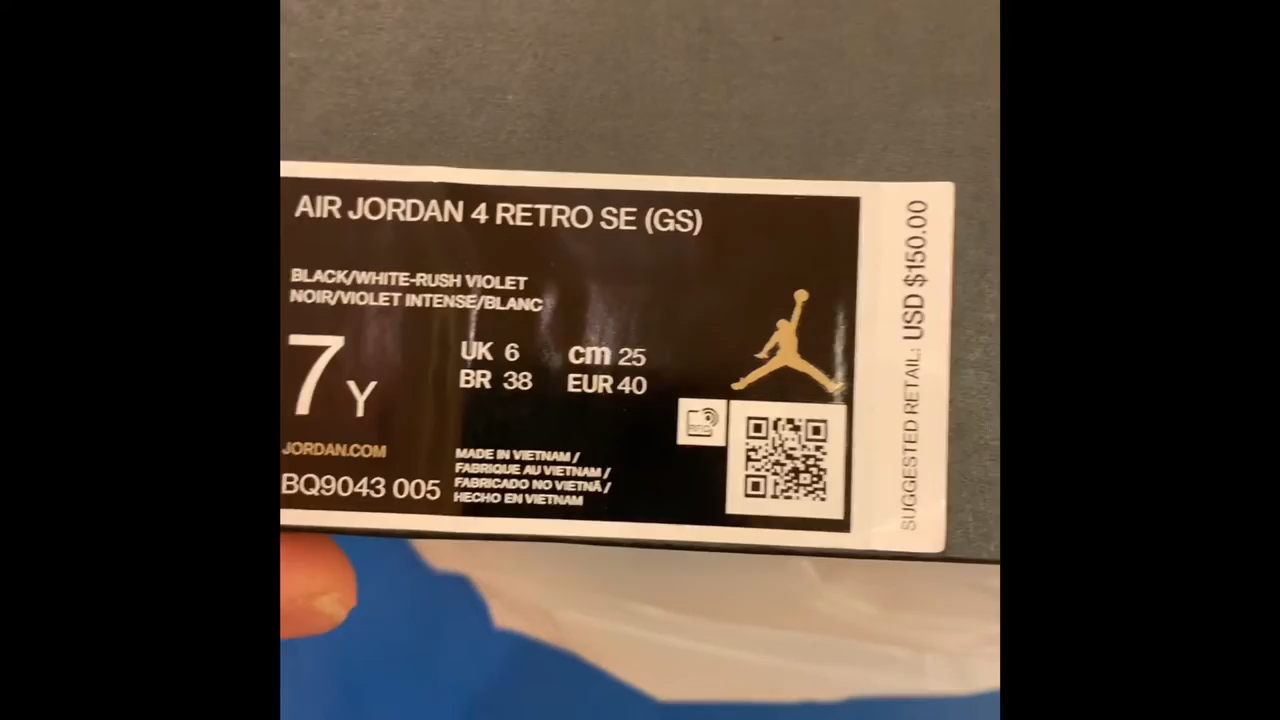 AIR JORDAN 4 RETRO SE (GS)
BLACK/WHITE-RUSH VIOLET
NOIR/VIOLET INTENSE/BLANC
7Y
UK 6
cm 25
BR 38
EUR 40
JORDAN.COM
BQ9043 005
MADE IN VIETNAM /
FABRIQUE AU VIETNAM /
FABRICADO NO VIETNÃ /
HECHO EN VIETNAM
RFID
SUGGESTED RETAIL: USD $150.00